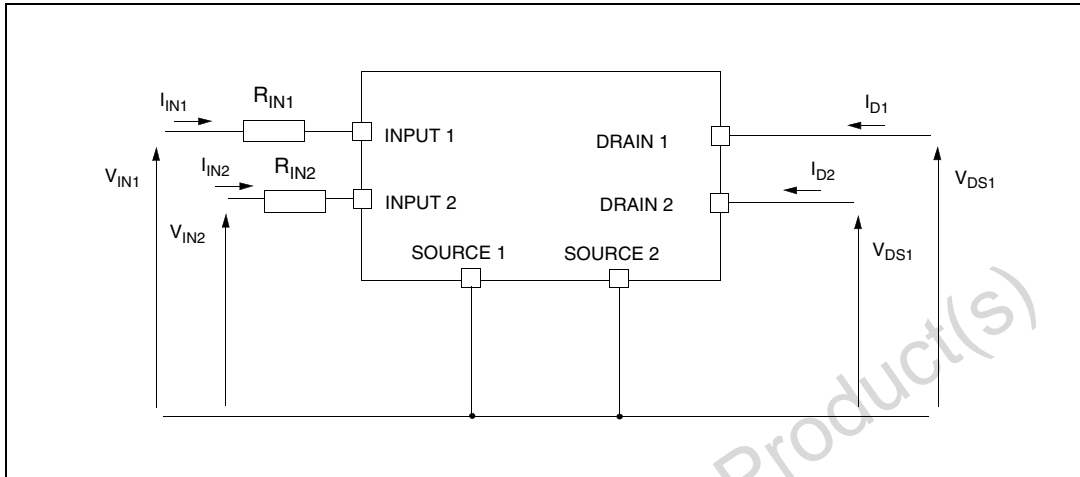 I_IN1
R_IN1
INPUT 1
DRAIN 1
I_D1
V_IN1
I_IN2
R_IN2
INPUT 2
DRAIN 2
I_D2
V_DS1
V_IN2
SOURCE 1
SOURCE 2
V_DS1
Product(s)